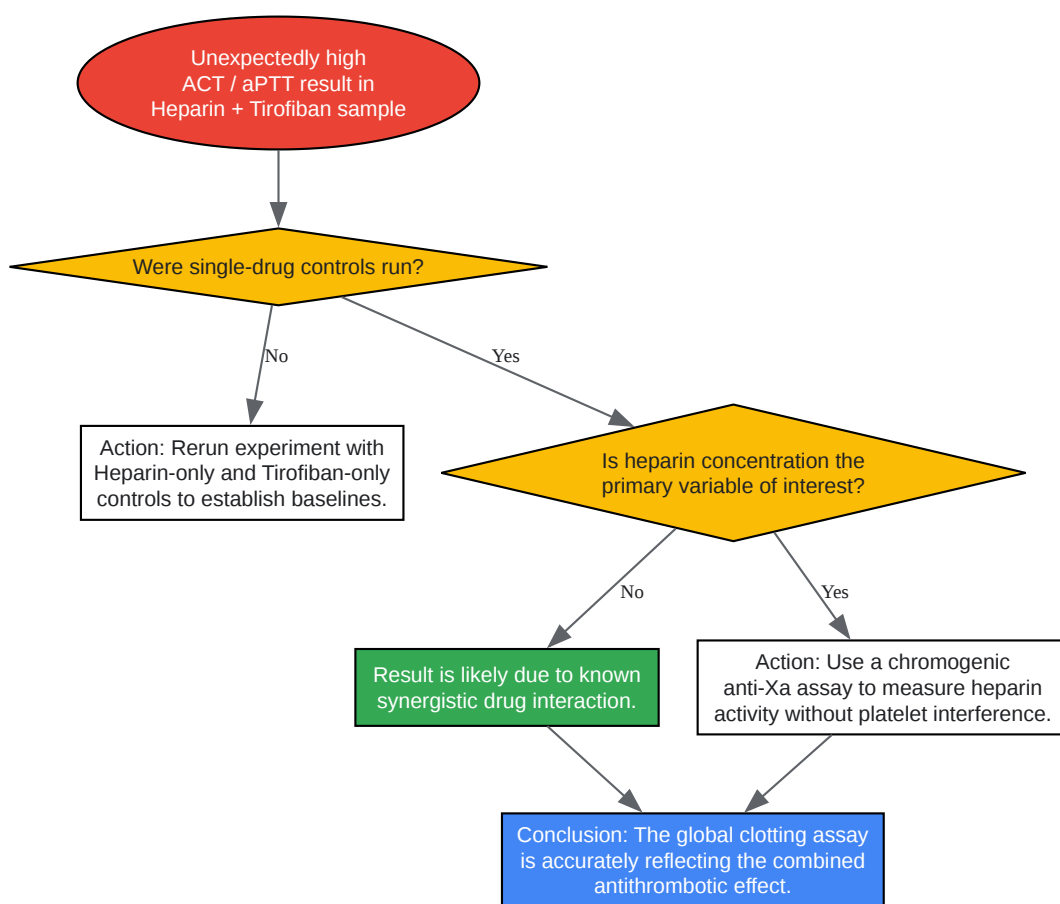 Unexpectedly high
ACT / aPTT result in
Heparin + Tirofiban sample
Were single-drug controls run?
No
Yes
Action: Rerun experiment with
Heparin-only and Tirofiban-only
controls to establish baselines.
Is heparin concentration the
primary variable of interest?
No
Yes
Result is likely due to known
synergistic drug interaction.
Action: Use a chromogenic
anti-Xa assay to measure heparin
activity without platelet interference.
Conclusion: The global clotting assay
is accurately reflecting the combined
antithrombotic effect.